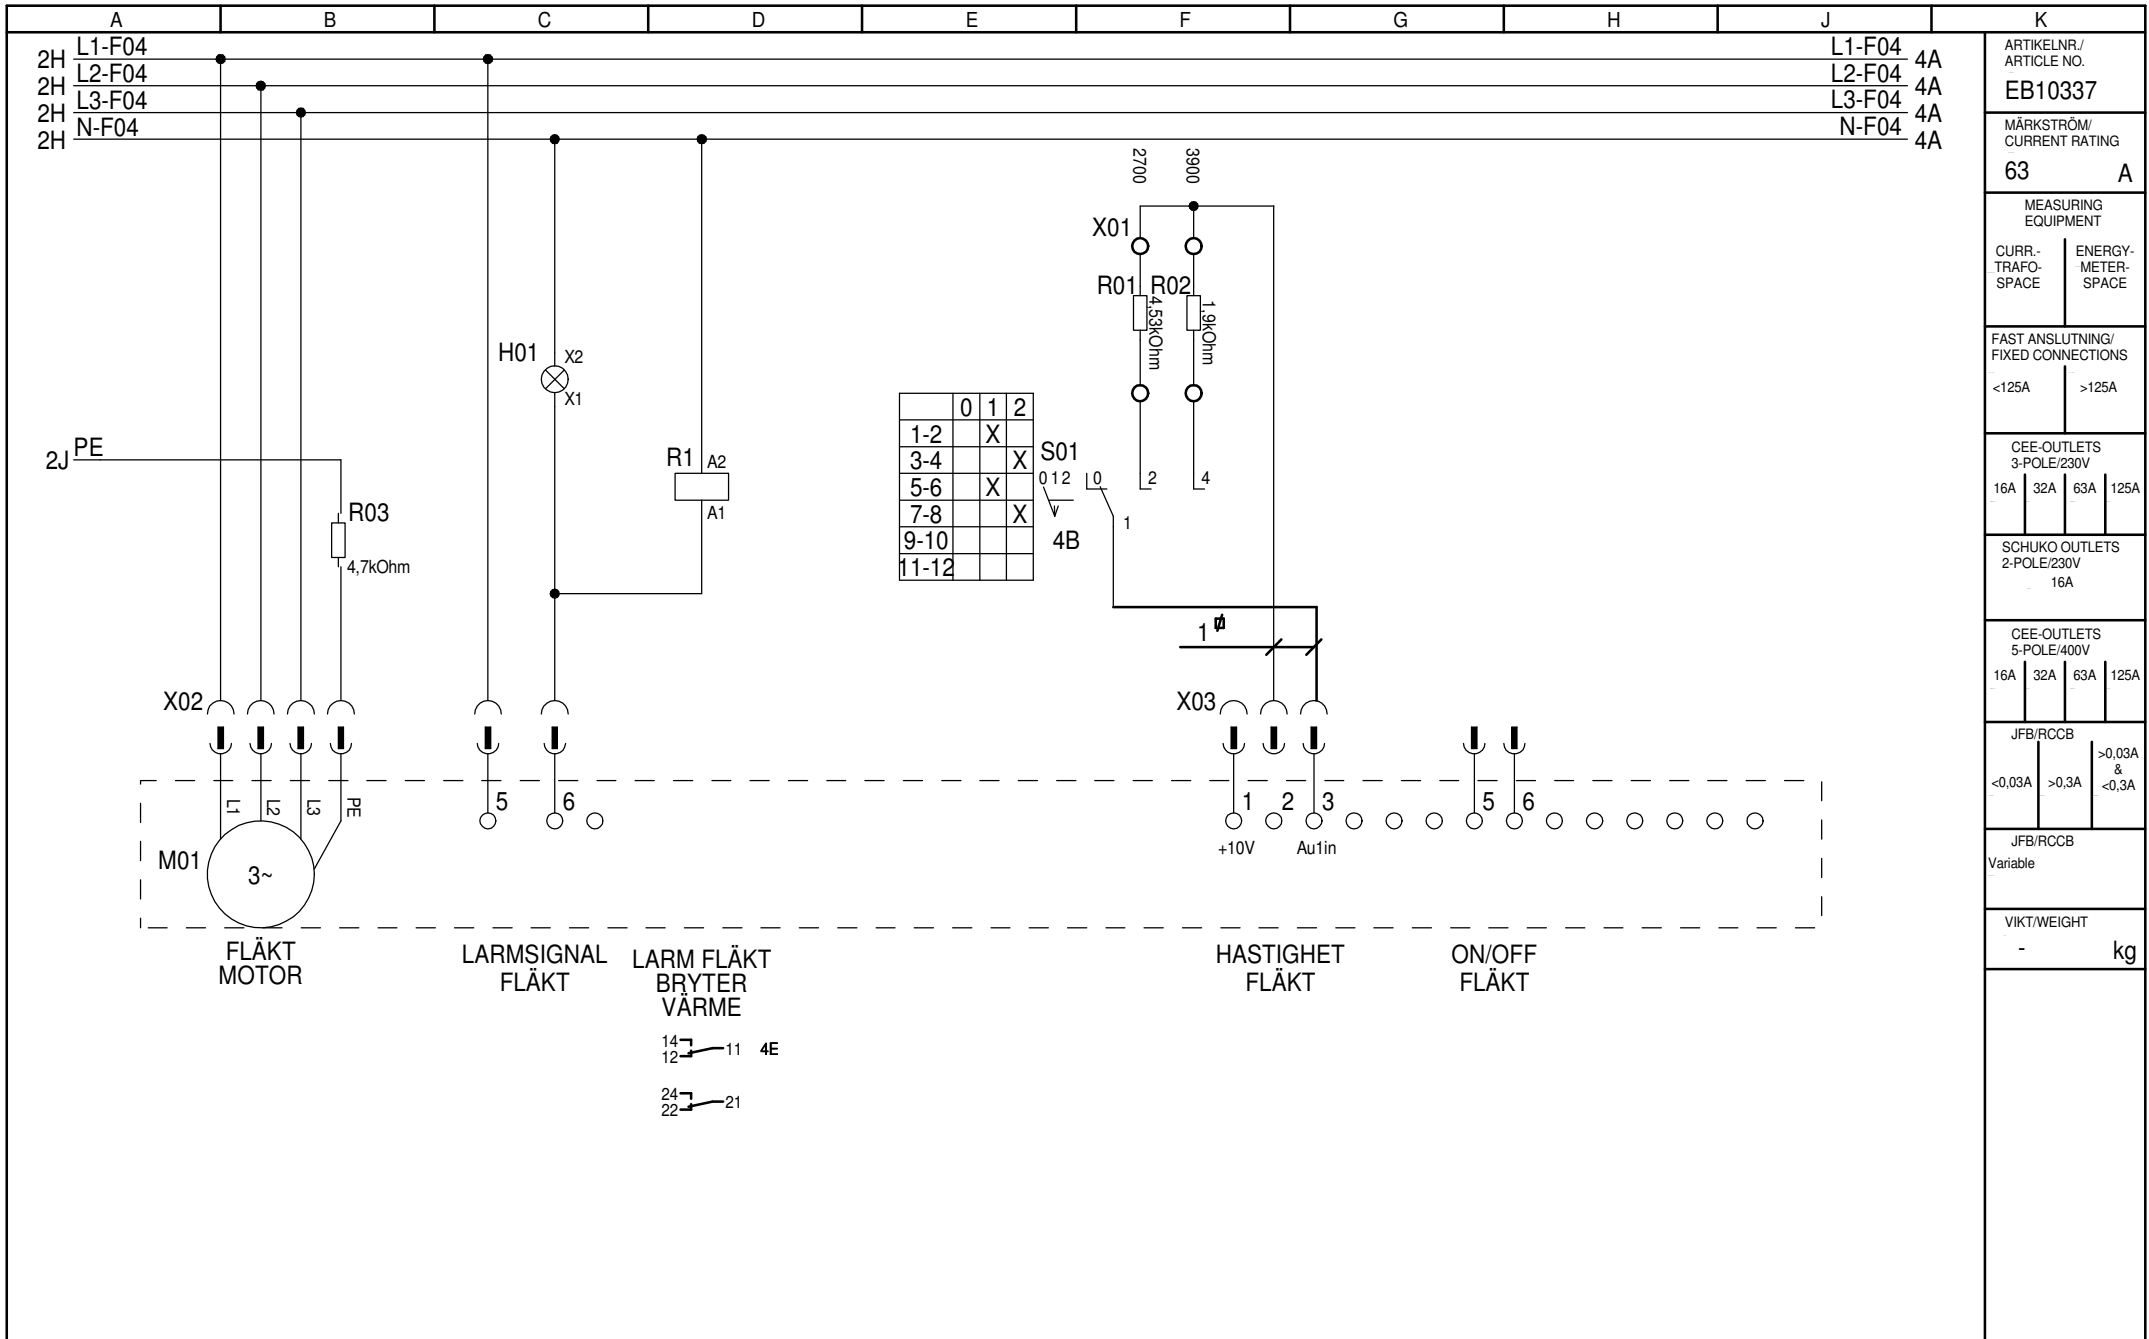 A B C D E F G H J K
2H L1-F04 L1-F04 4A
2H L2-F04 L2-F04 4A
2H L3-F04 L3-F04 4A
2H N-F04 N-F04 4A
2700 3900
X01
R01 4,53kOhm R02 1,9kOhm
H01 X2
X1
0 1 2
1-2 X
3-4 X
5-6 X
7-8 X
9-10
11-12
S01
0 1 2 0 2 4
1
4B
2J PE
R1 A2
A1
R03
4,7kOhm
1
X02 X03
L1 L2 L3 PE
5 6 1 2 3 5 6
+10V Au1in
M01 3~
FLÄKT
MOTOR
LARMSIGNAL
FLÄKT
LARM FLÄKT
BRYTER
VÄRME
HASTIGHET
FLÄKT
ON/OFF
FLÄKT
14
12 11 4E
24
22 21
ARTIKELNR./
ARTICLE NO.
EB10337
MÄRKSTRÖM/
CURRENT RATING
63 A
MEASURING
EQUIPMENT
CURR.-
TRAFO-
SPACE
ENERGY-
METER-
SPACE
FAST ANSLUTNING/
FIXED CONNECTIONS
<125A >125A
CEE-OUTLETS
3-POLE/230V
16A 32A 63A 125A
SCHUKO OUTLETS
2-POLE/230V
16A
CEE-OUTLETS
5-POLE/400V
16A 32A 63A 125A
JFB/RCCB
<0,03A >0,3A
>0,03A
&
<0,3A
JFB/RCCB
Variable
VIKT/WEIGHT
- kg